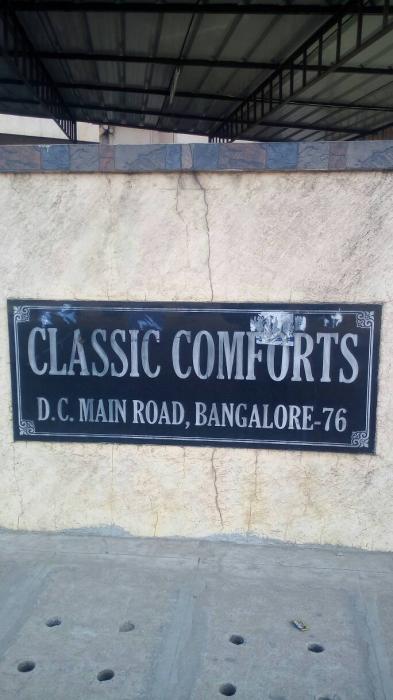 CLASSIC COMFORTS
D.C. MAIN ROAD, BANGALORE-76